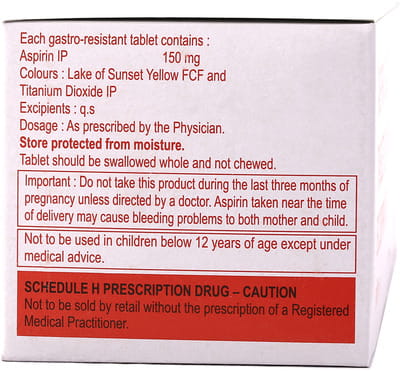 Each gastro-resistant tablet contains :
Aspirin IP 150 mg
Colours : Lake of Sunset Yellow FCF and
Titanium Dioxide IP
Excipients : q.s
Dosage : As prescribed by the Physician.
Store protected from moisture.
Tablet should be swallowed whole and not chewed.
Important : Do not take this product during the last three months of
pregnancy unless directed by a doctor. Aspirin taken near the time
of delivery may cause bleeding problems to both mother and child.
Not to be used in children below 12 years of age except under
medical advice.
SCHEDULE H PRESCRIPTION DRUG – CAUTION
Not to be sold by retail without the prescription of a Registered
Medical Practitioner.